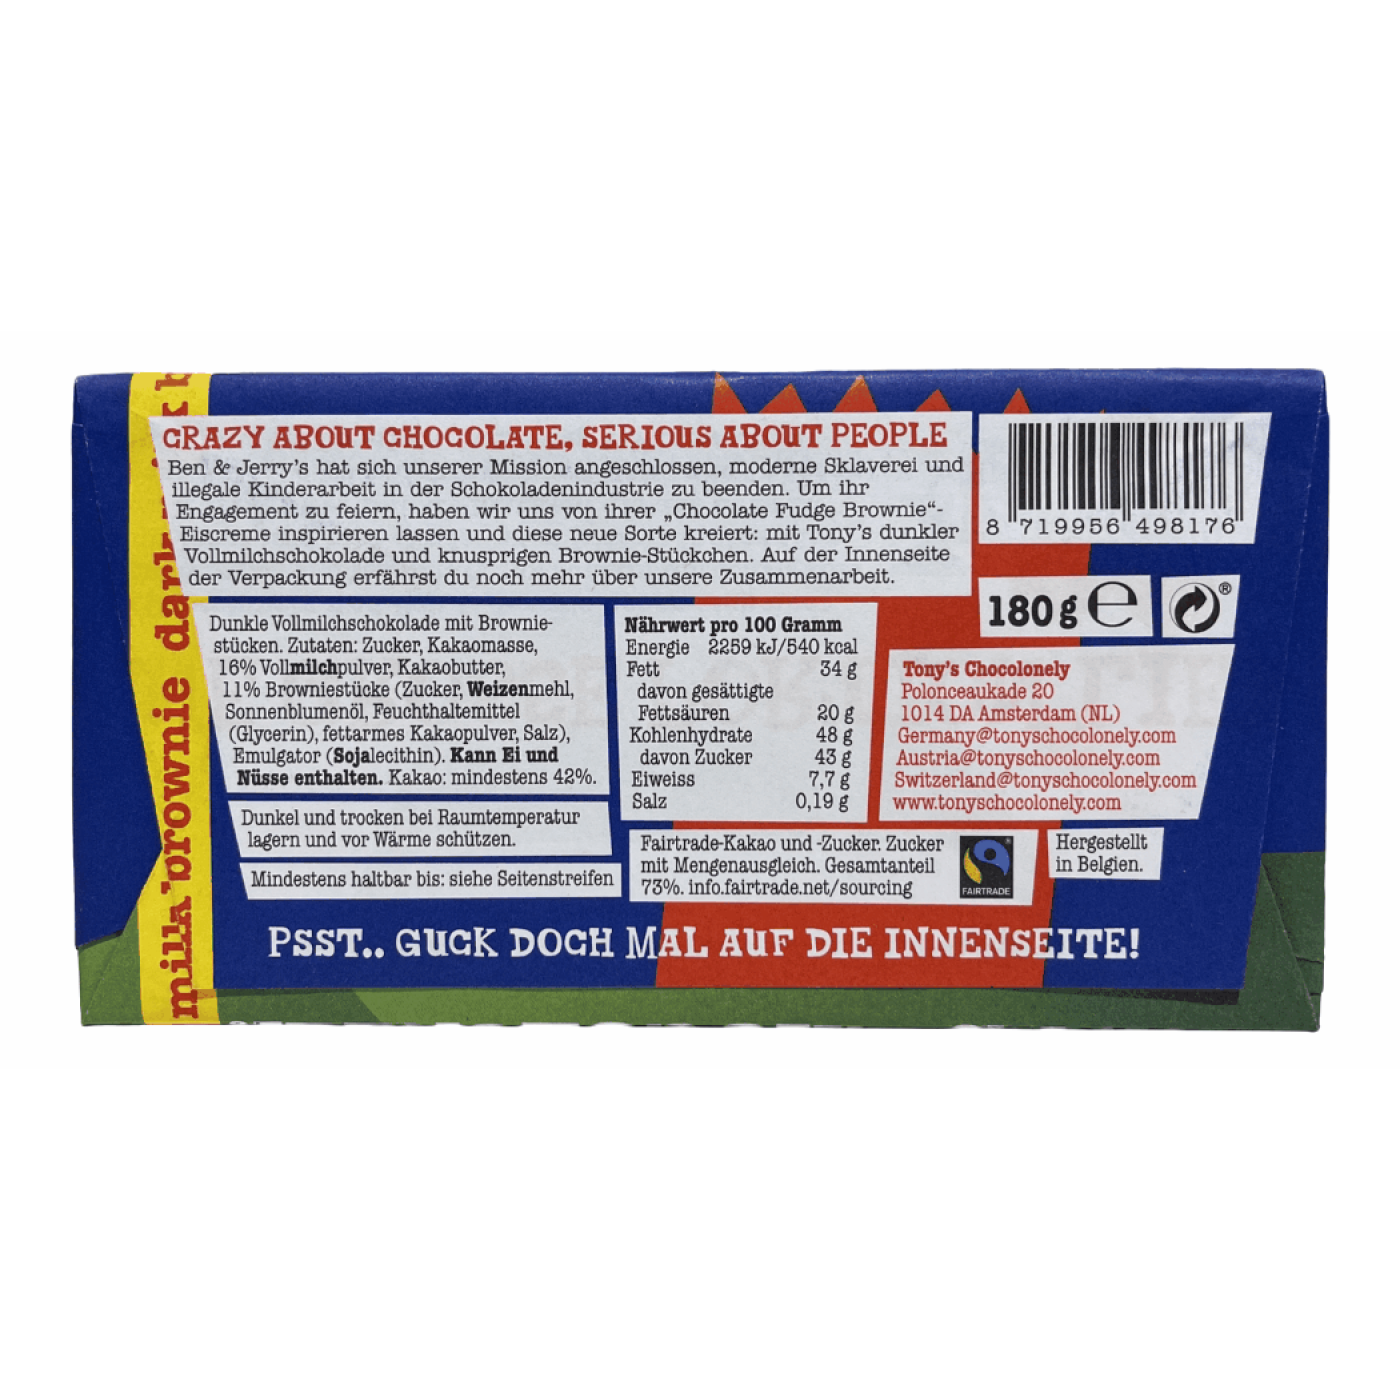 milk brownie dark
CRAZY ABOUT CHOCOLATE, SERIOUS ABOUT PEOPLE
Ben & Jerry's hat sich unserer Mission angeschlossen, moderne Sklaverei und
illegale Kinderarbeit in der Schokoladenindustrie zu beenden. Um ihr
Engagement zu feiern, haben wir uns von ihrer „Chocolate Fudge Brownie“-
Eiscreme inspirieren lassen und diese neue Sorte kreiert: mit Tony's dunkler
Vollmilchschokolade und knusprigen Brownie-Stückchen. Auf der Innenseite
der Verpackung erfährst du noch mehr über unsere Zusammenarbeit.
8 719956 498176
180g e
®
Dunkle Vollmilchschokolade mit Brownie-
stücken. Zutaten: Zucker, Kakaomasse,
16% Vollmilchpulver, Kakaobutter,
11% Browniestücke (Zucker, Weizenmehl,
Sonnenblumenöl, Feuchthaltemittel
(Glycerin), fettarmes Kakaopulver, Salz),
Emulgator (Sojalecithin). Kann Ei und
Nüsse enthalten. Kakao: mindestens 42%.
Dunkel und trocken bei Raumtemperatur
lagern und vor Wärme schützen.
Mindestens haltbar bis: siehe Seitenstreifen
Nährwert pro 100 Gramm
Energie 2259 kJ/540 kcal
Fett 34 g
davon gesättigte
Fettsäuren 20 g
Kohlenhydrate 48 g
davon Zucker 43 g
Eiweiss 7,7 g
Salz 0,19 g
Tony's Chocolonely
Polonceaukade 20
1014 DA Amsterdam (NL)
Germany@tonyschocolonely.com
Austria@tonyschocolonely.com
Switzerland@tonyschocolonely.com
www.tonyschocolonely.com
Fairtrade-Kakao und -Zucker. Zucker
mit Mengenausgleich. Gesamtanteil
73%. info.fairtrade.net/sourcing
FAIRTRADE
Hergestellt
in Belgien.
PSST.. GUCK DOCH MAL AUF DIE INNENSEITE!